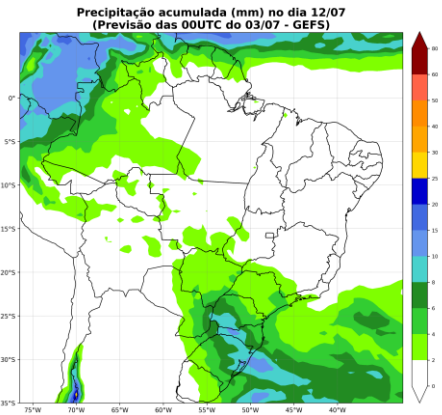 Precipitação acumulada (mm) no dia 12/07
(Previsão das 00UTC do 03/07 - GEFS)
0°
5°S
10°S
15°S
20°S
25°S
30°S
35°S
75°W
70°W
65°W
60°W
55°W
50°W
45°W
40°W
80
60
50
40
30
25
20
15
10
8
6
4
2
0